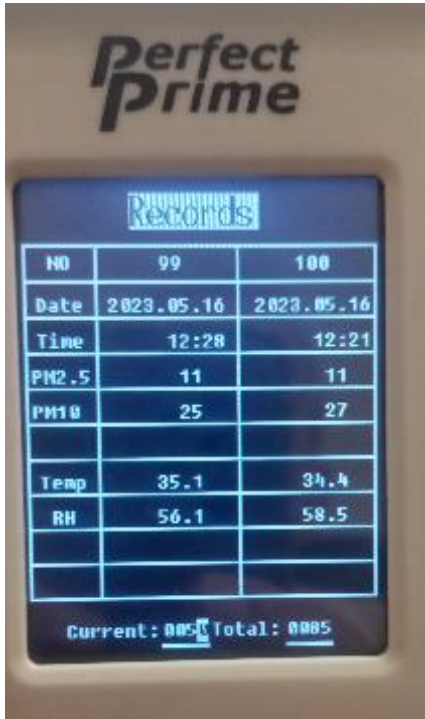 Perfect
Prime
Records
NO 99 100
Date 2023.05.16 2023.05.16
Time 12:28 12:21
PM2.5 11 11
PM10 25 27
Temp 35.1 34.4
RH 56.1 58.5
Current: Total: 0085